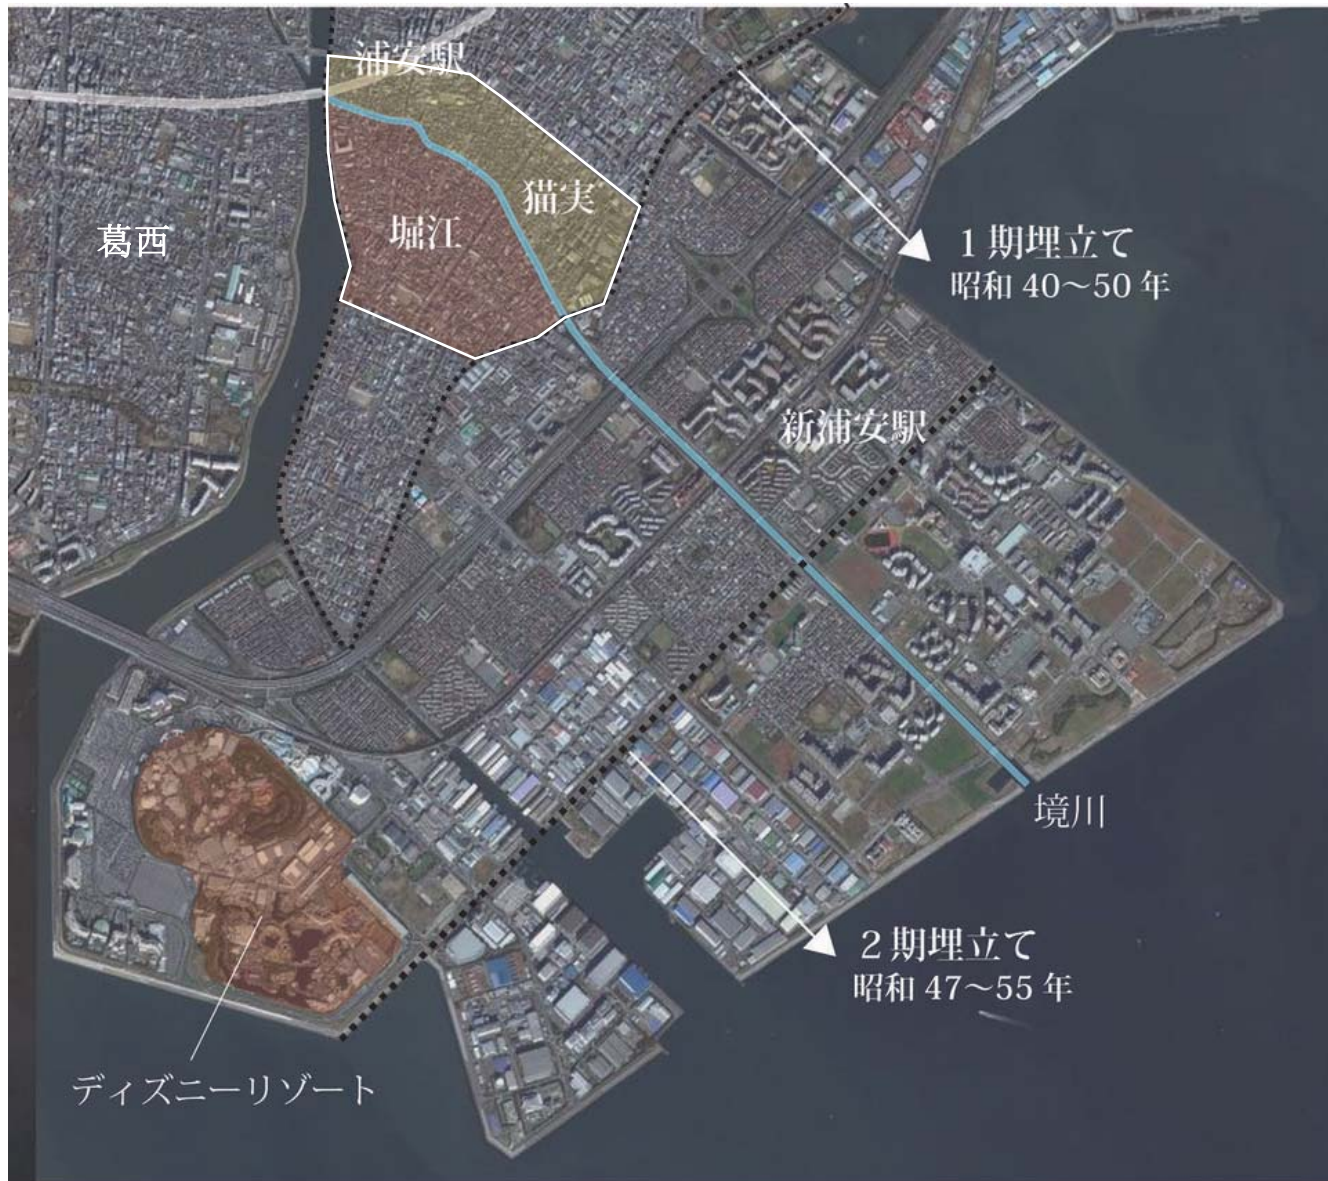 浦安駅
猫実
堀江
葛西
1期埋立て
昭和 40〜50 年
新浦安駅
境川
2期埋立て
昭和 47〜55 年
ディズニーリゾート